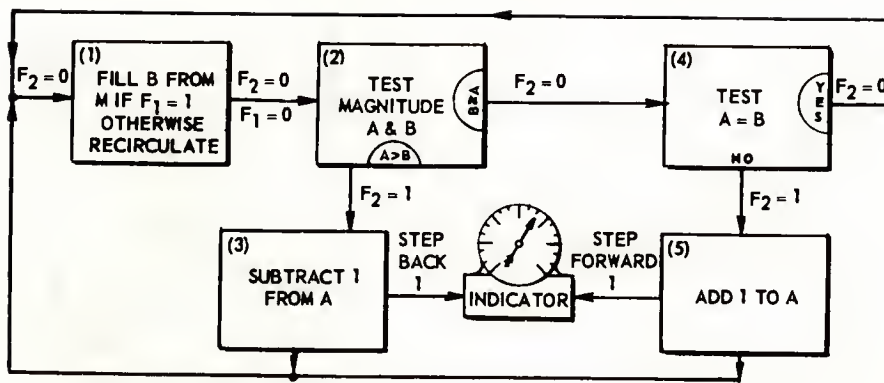 F2=0
(1)
FILL B FROM
M IF F1=1
OTHERWISE
RECIRCULATE
F2=0
F1=0
(2)
TEST
MAGNITUDE
A & B
B≥A
A>B
F2=0
(4)
TEST
A=B
YES
NO
F2=0
F2=1
F2=1
(3)
SUBTRACT 1
FROM A
STEP
BACK
1
INDICATOR
STEP
FORWARD
1
(5)
ADD 1 TO A